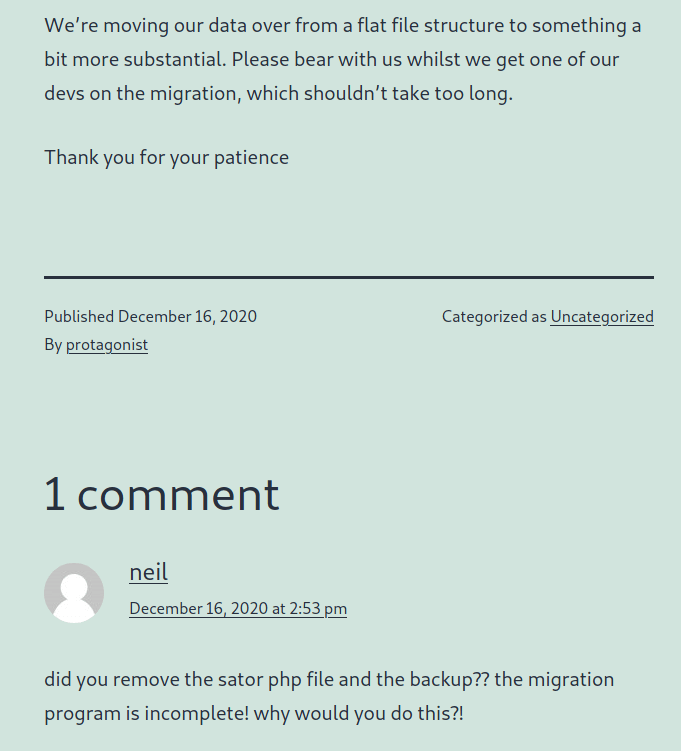 We’re moving our data over from a flat file structure to something a
bit more substantial. Please bear with us whilst we get one of our
devs on the migration, which shouldn’t take too long.
Thank you for your patience
Published December 16, 2020
Categorized as Uncategorized
By protagonist
1 comment
neil
December 16, 2020 at 2:53 pm
did you remove the sator php file and the backup?? the migration
program is incomplete! why would you do this?!